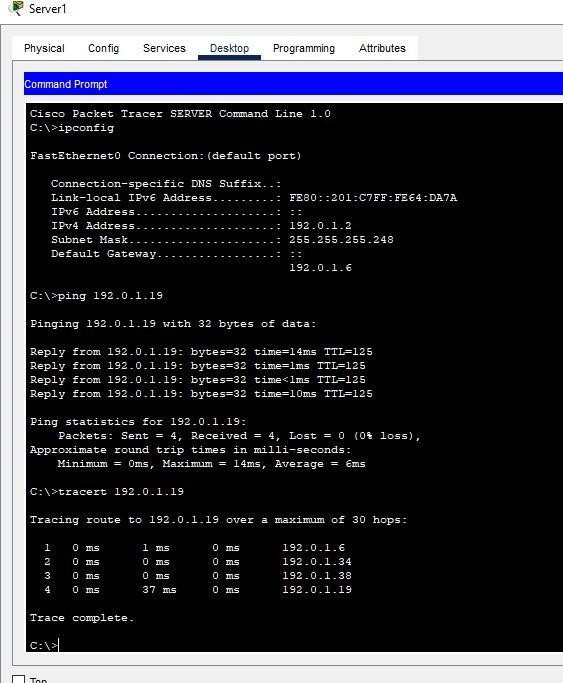 Server1
Physical Config Services Desktop Programming Attributes
Command Prompt
Cisco Packet Tracer SERVER Command Line 1.0
C:\>ipconfig
FastEthernet0 Connection:(default port)
Connection-specific DNS Suffix..:
Link-local IPv6 Address.........: FE80::201:C7FF:FE64:DA7A
IPv6 Address....................: ::
IPv4 Address....................: 192.0.1.2
Subnet Mask.....................: 255.255.255.248
Default Gateway.................: ::
192.0.1.6
C:\>ping 192.0.1.19
Pinging 192.0.1.19 with 32 bytes of data:
Reply from 192.0.1.19: bytes=32 time=14ms TTL=125
Reply from 192.0.1.19: bytes=32 time=1ms TTL=125
Reply from 192.0.1.19: bytes=32 time<1ms TTL=125
Reply from 192.0.1.19: bytes=32 time=10ms TTL=125
Ping statistics for 192.0.1.19:
Packets: Sent = 4, Received = 4, Lost = 0 (0% loss),
Approximate round trip times in milli-seconds:
Minimum = 0ms, Maximum = 14ms, Average = 6ms
C:\>tracert 192.0.1.19
Tracing route to 192.0.1.19 over a maximum of 30 hops:
1 0 ms 1 ms 0 ms 192.0.1.6
2 0 ms 0 ms 0 ms 192.0.1.34
3 0 ms 0 ms 0 ms 192.0.1.38
4 0 ms 37 ms 0 ms 192.0.1.19
Trace complete.
C:\>
Top